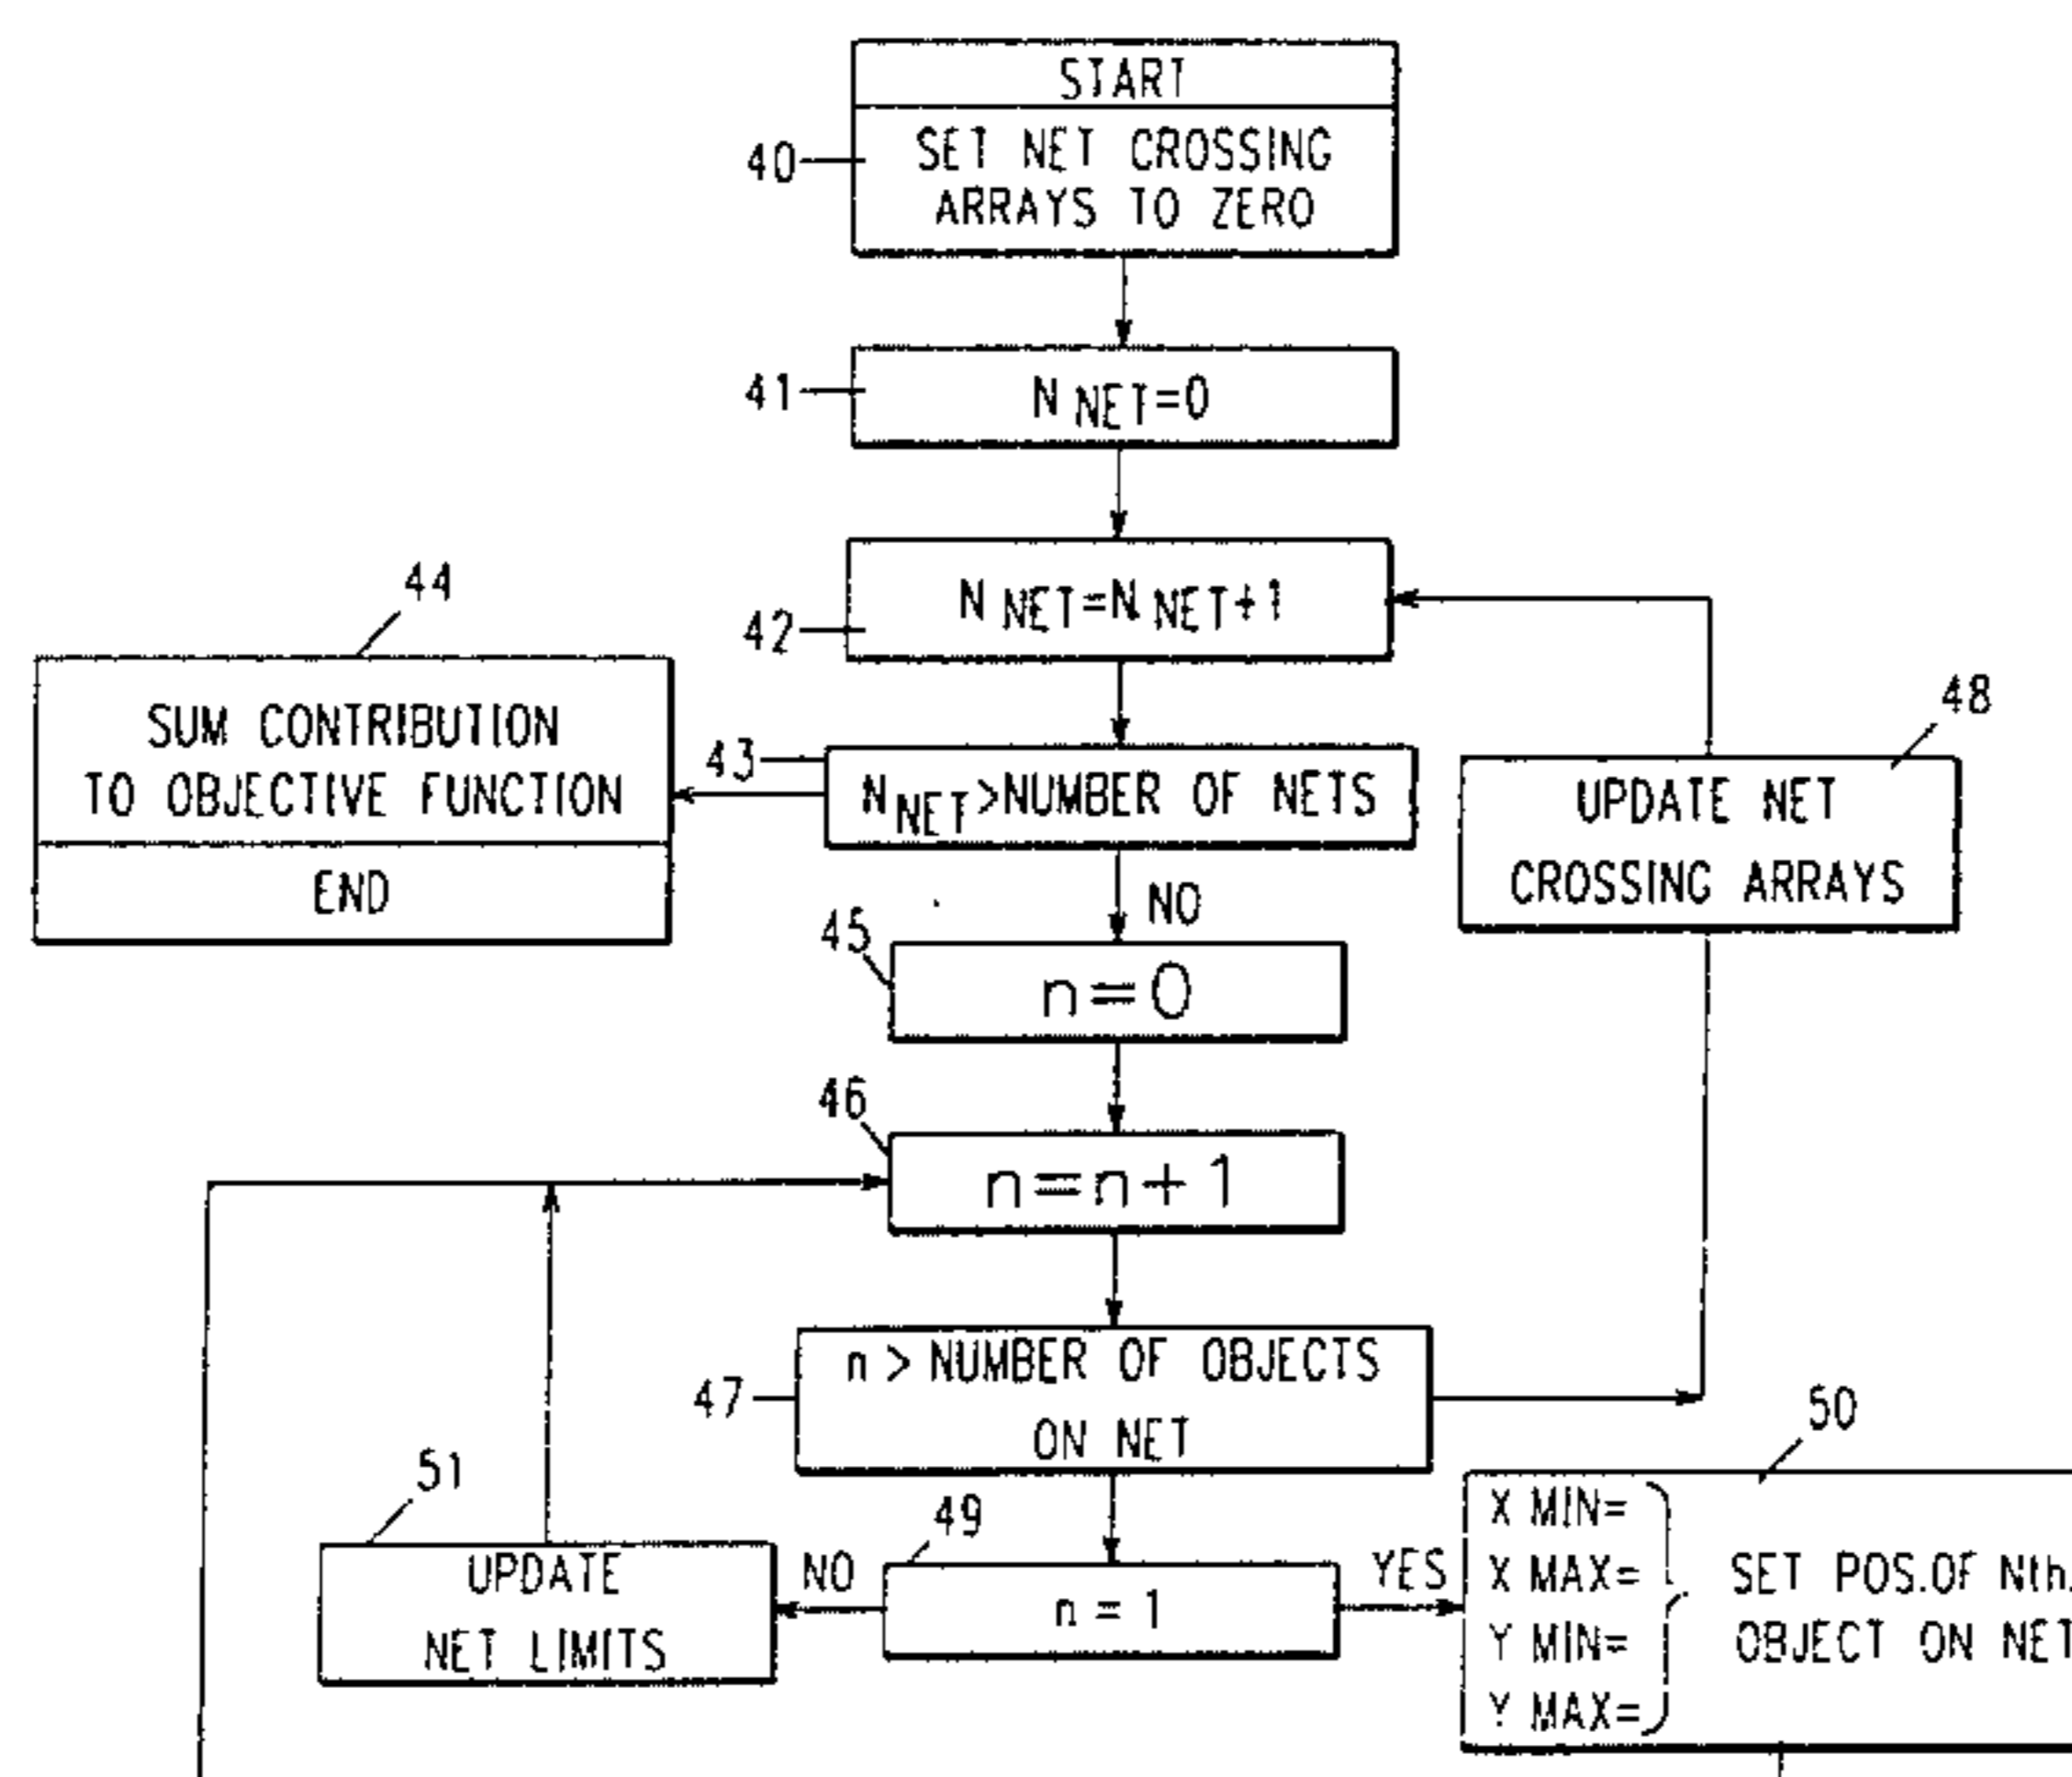 START
40
SET NET CROSSING
ARRAYS TO ZERO
41
N NET=0
44
42
N NET=N NET+1
48
SUM CONTRIBUTION
TO OBJECTIVE FUNCTION
END
43
N NET>NUMBER OF NETS
UPDATE NET
CROSSING ARRAYS
NO
45
n=0
46
n=n+1
47
n > NUMBER OF OBJECTS
ON NET
50
51
49
UPDATE
NET LIMITS
NO
n = 1
YES
X MIN=
X MAX=
Y MIN=
Y MAX=
SET POS.OF Nth.
OBJECT ON NET